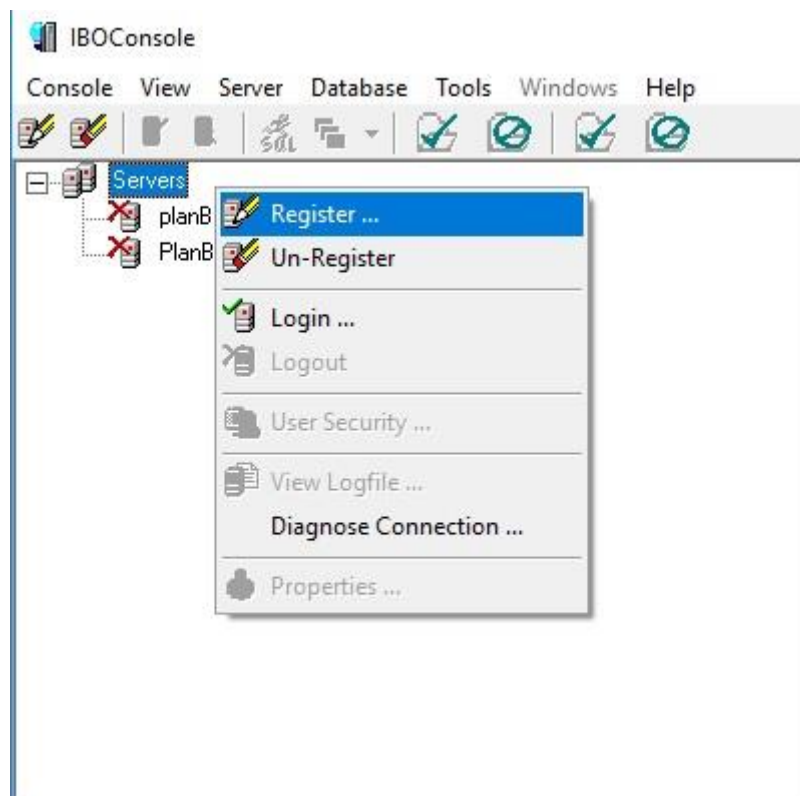 IBOConsole
Console View Server Database Tools Windows Help
SQL
Servers
planB
PlanB
Register ...
Un-Register
Login ...
Logout
User Security ...
View Logfile ...
Diagnose Connection ...
Properties ...